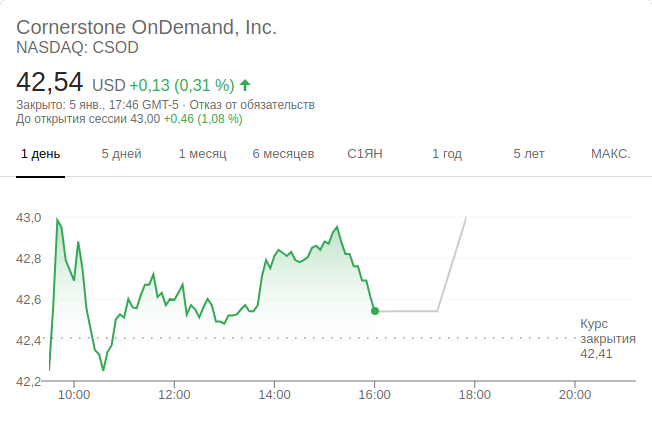 Cornerstone OnDemand, Inc.
NASDAQ: CSOD
42,54 USD +0,13 (0,31 %)
Закрыто: 5 янв., 17:46 GMT-5 · Отказ от обязательств
До открытия сессии 43,00 +0,46 (1,08 %)
1 день 5 дней 1 месяц 6 месяцев С1ЯН 1 год 5 лет МАКС.
43,0
42,8
42,6
42,4
42,2
Курс
закрытия
42,41
10:00 12:00 14:00 16:00 18:00 20:00